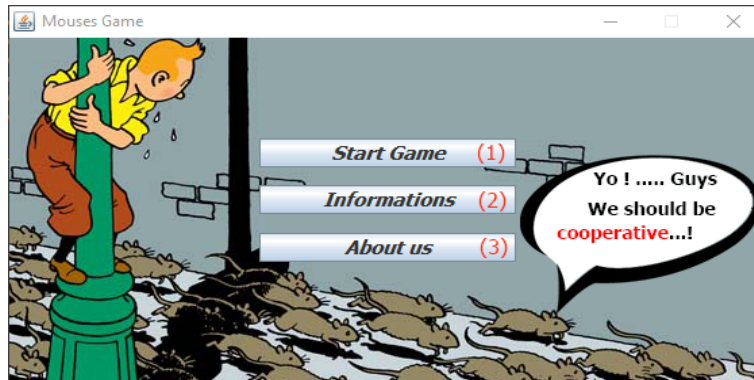 Mouses Game
Start Game (1)
Informations (2)
About us (3)
Yo ! ..... Guys
We should be
cooperative...!